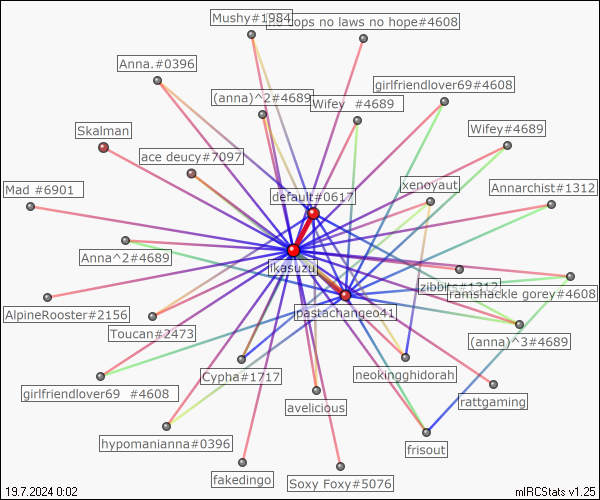 Mushy#1984
no cops no laws no hope#4608
Anna.#0396
girlfriendlover69#4608
(anna)^2#4689
Wifey #4689
Skalman
Wifey#4689
ace deucy#7097
Mad #6901
default#0617
xenoyaut
Annarchist#1312
Anna^2#4689
ikasuzu
zibbits#1312
ramshackle gorey#4608
AlpineRooster#2156
pastachangeo41
Toucan#2473
(anna)^3#4689
Cypha#1717
neokingghidorah
girlfriendlover69 #4608
avelicious
rattgaming
hypomanianna#0396
frisout
fakedingo
Soxy Foxy#5076
19.7.2024 0:02
mIRCStats v1.25